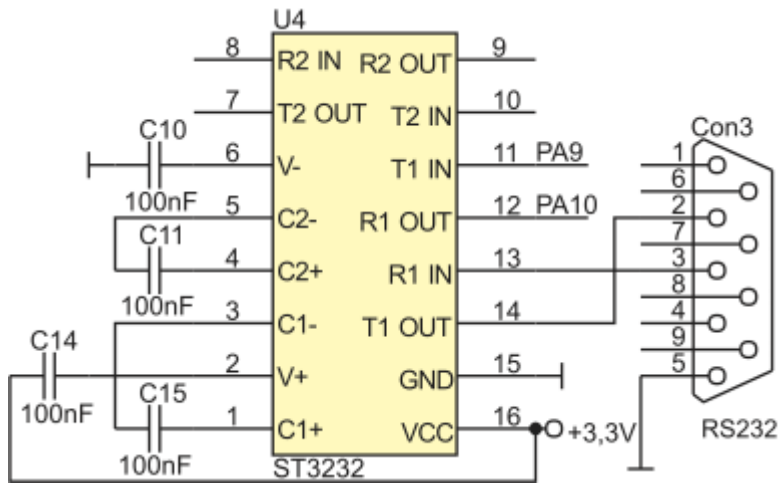 U4
8 R2 IN R2 OUT 9
7 T2 OUT T2 IN 10
C10
100nF
6 V- T1 IN 11 PA9
5 C2- R1 OUT 12 PA10
C11
100nF
4 C2+ R1 IN 13
3 C1- T1 OUT 14
C14
100nF
2 V+ GND 15
C15
100nF
1 C1+ VCC 16 +3,3V
ST3232
Con3
1
6
2
7
3
8
4
9
5
RS232